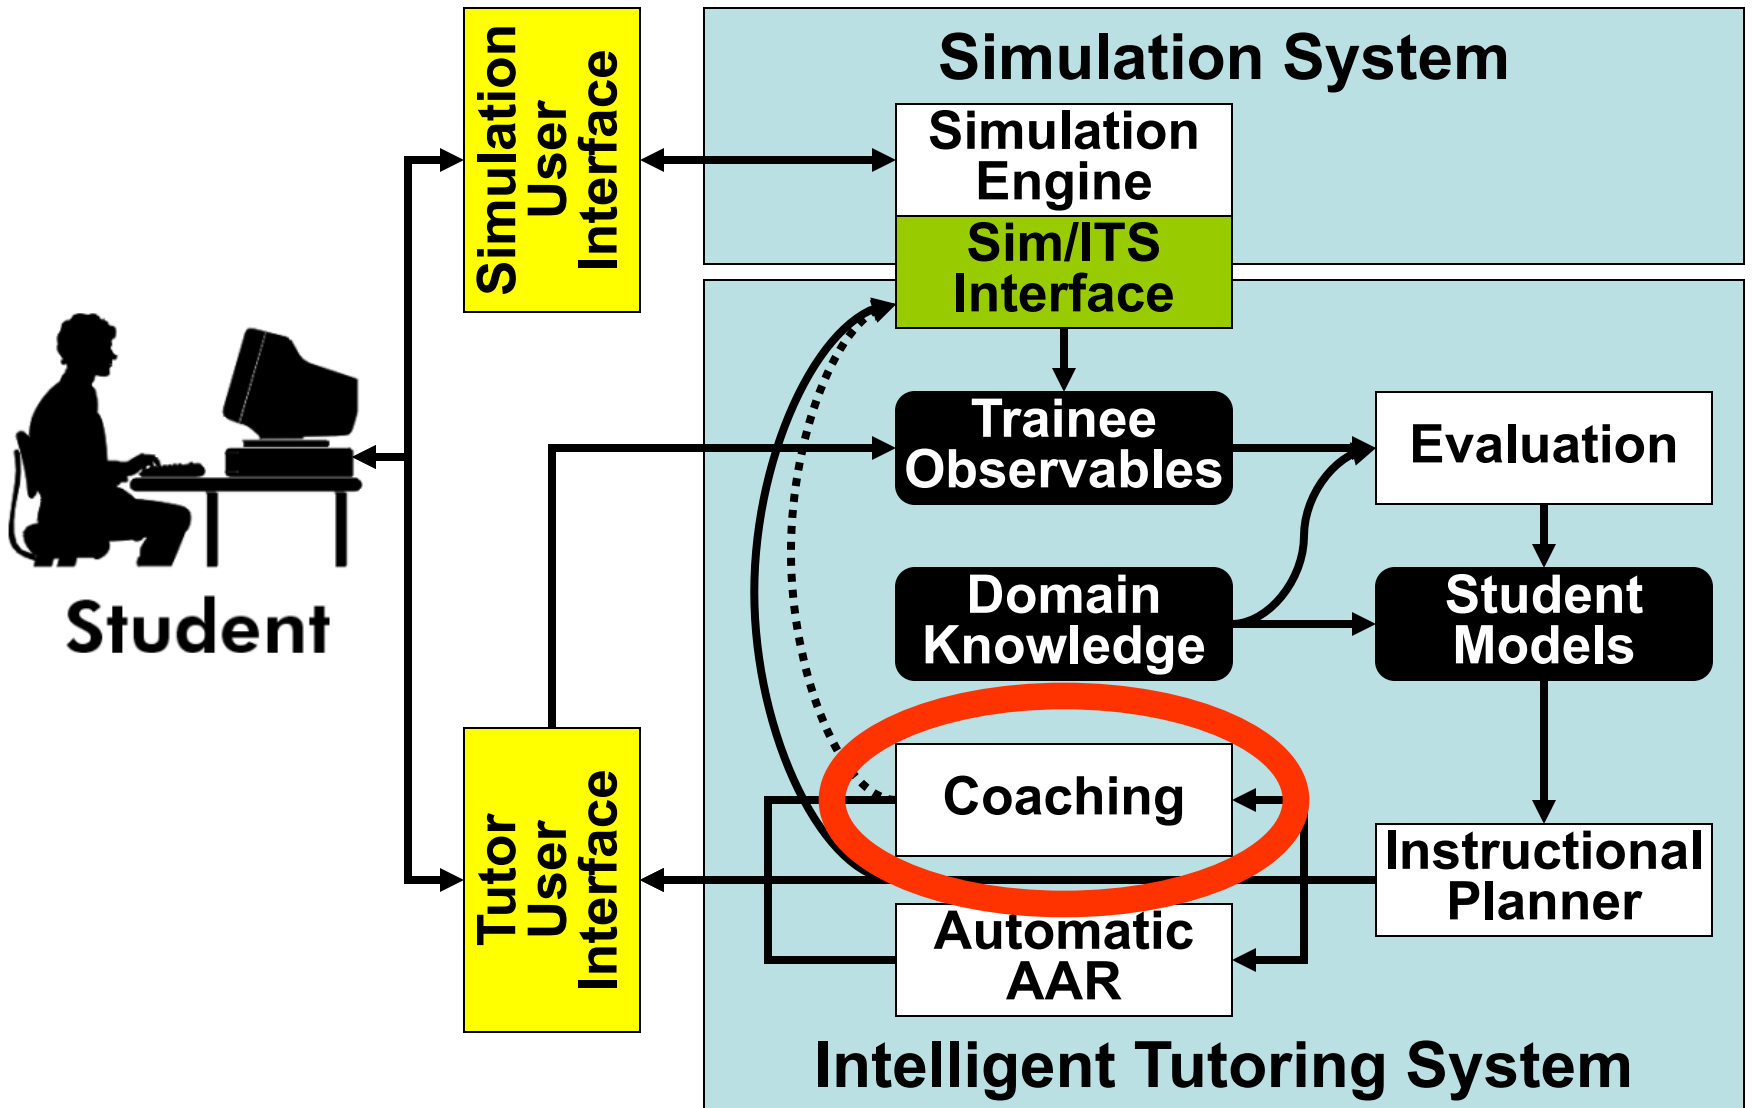 Simulation
User
Interface
Simulation System
Simulation
Engine
Sim/ITS
Interface
Trainee
Observables
Evaluation
Domain
Knowledge
Student
Models
Student
Coaching
Tutor
User
Interface
Instructional
Planner
Automatic
AAR
Intelligent Tutoring System